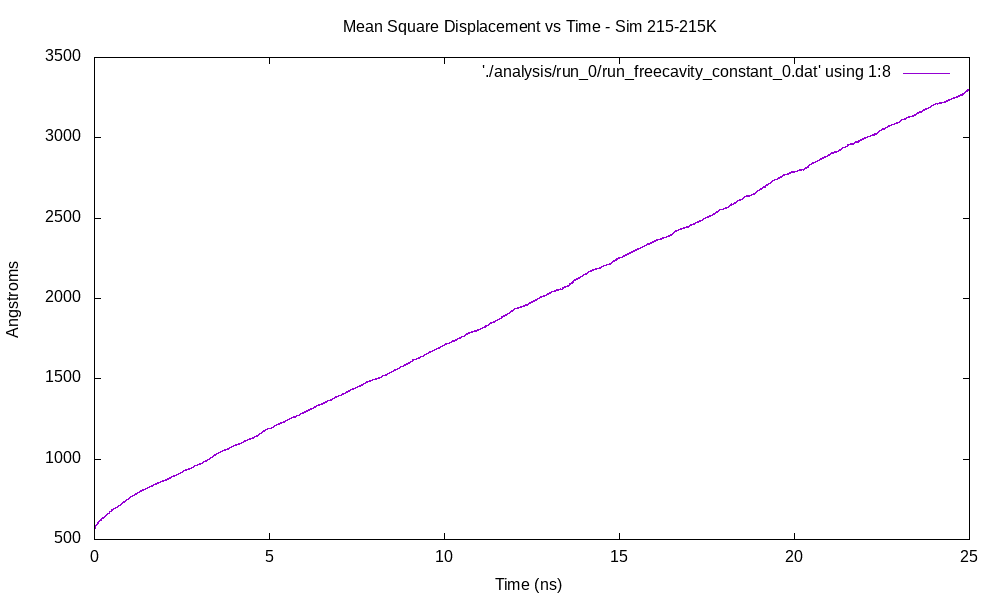 Mean Square Displacement vs Time - Sim 215-215K
'./analysis/run_0/run_freecavity_constant_0.dat' using 1:8
3500
3000
2500
2000
1500
1000
500
Angstroms
0 5 10 15 20 25
Time (ns)